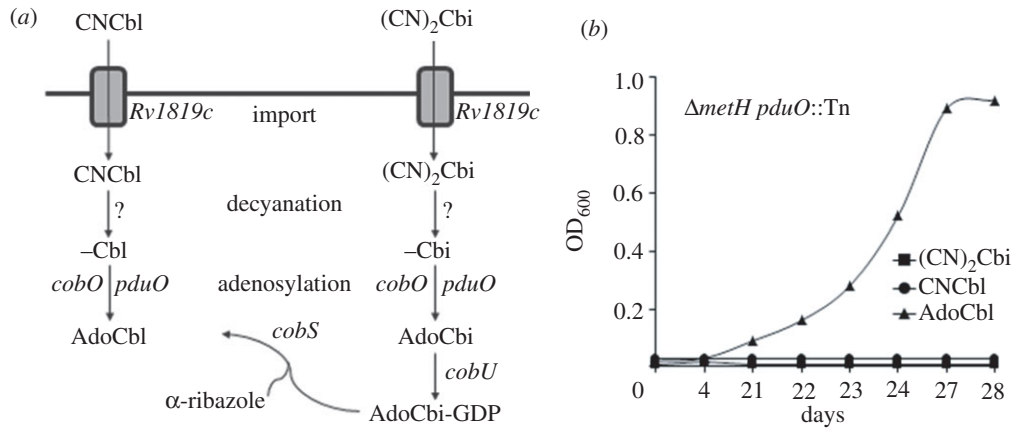 (a)
CNCbl
(CN)₂Cbi
Rv1819c
import
Rv1819c
CNCbl
(CN)₂Cbi
?
decyanation
?
–Cbl
–Cbi
cobO
pduO
adenosylation
cobO
pduO
AdoCbl
cobS
AdoCbi
cobU
α-ribazole
AdoCbi-GDP
(b)
1.0
0.8
0.6
0.4
0.2
0
OD₆₀₀
ΔmetH pduO::Tn
(CN)₂Cbi
CNCbl
AdoCbl
4 21 22 23 24 27 28
days